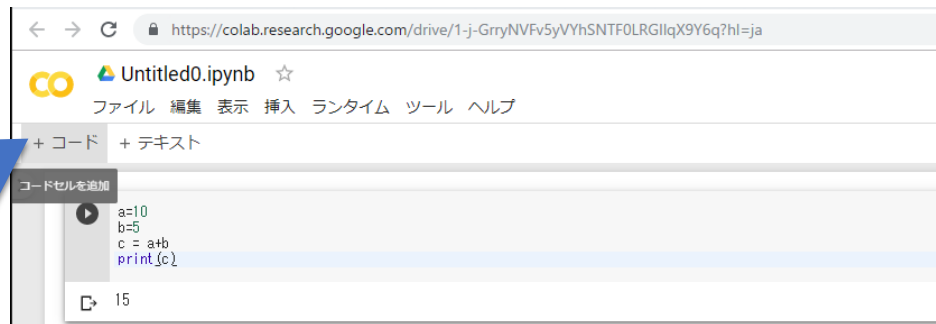 https://colab.research.google.com/drive/1-j-GrryNVFv5yVYhSNTF0LRGIlqX9Y6q?hl=ja
CO Untitled0.ipynb
ファイル 編集 表示 挿入 ランタイム ツール ヘルプ
+ コード + テキスト
コードセルを追加
a=10
b=5
c = a+b
print(c)
15